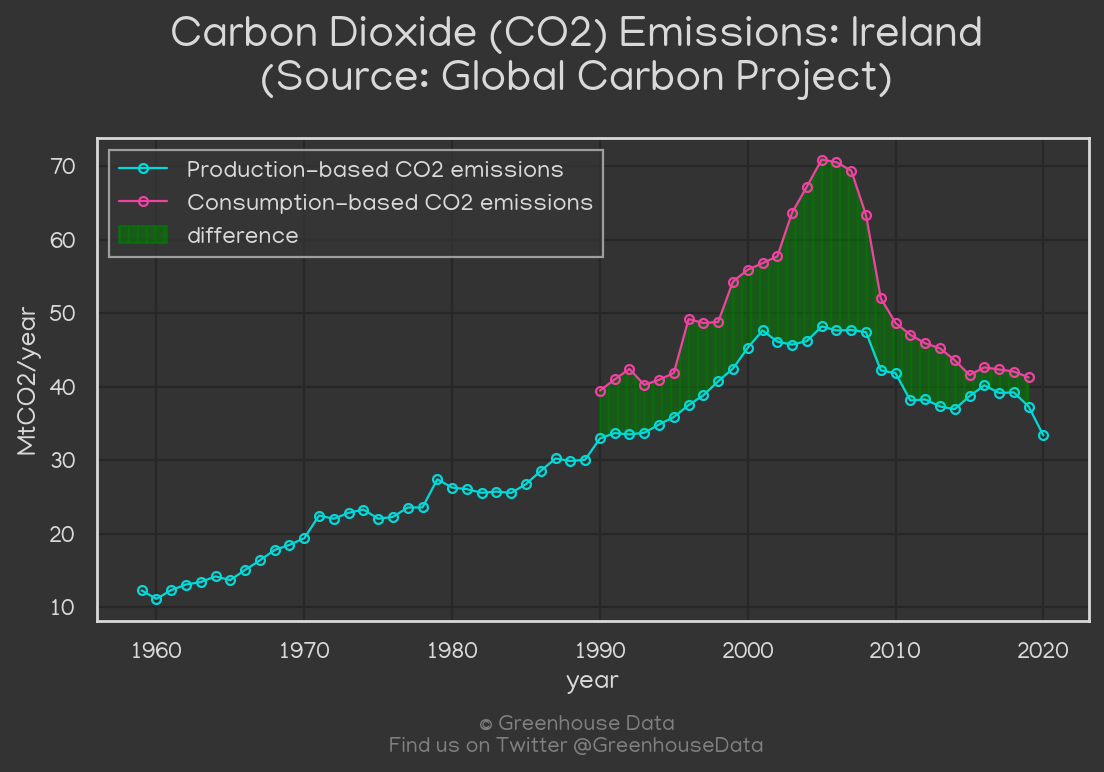 Carbon Dioxide (CO2) Emissions: Ireland
(Source: Global Carbon Project)
Production-based CO2 emissions
Consumption-based CO2 emissions
difference
MtCO2/year
70
60
50
40
30
20
10
1960 1970 1980 1990 2000 2010 2020
year
© Greenhouse Data
Find us on Twitter @GreenhouseData